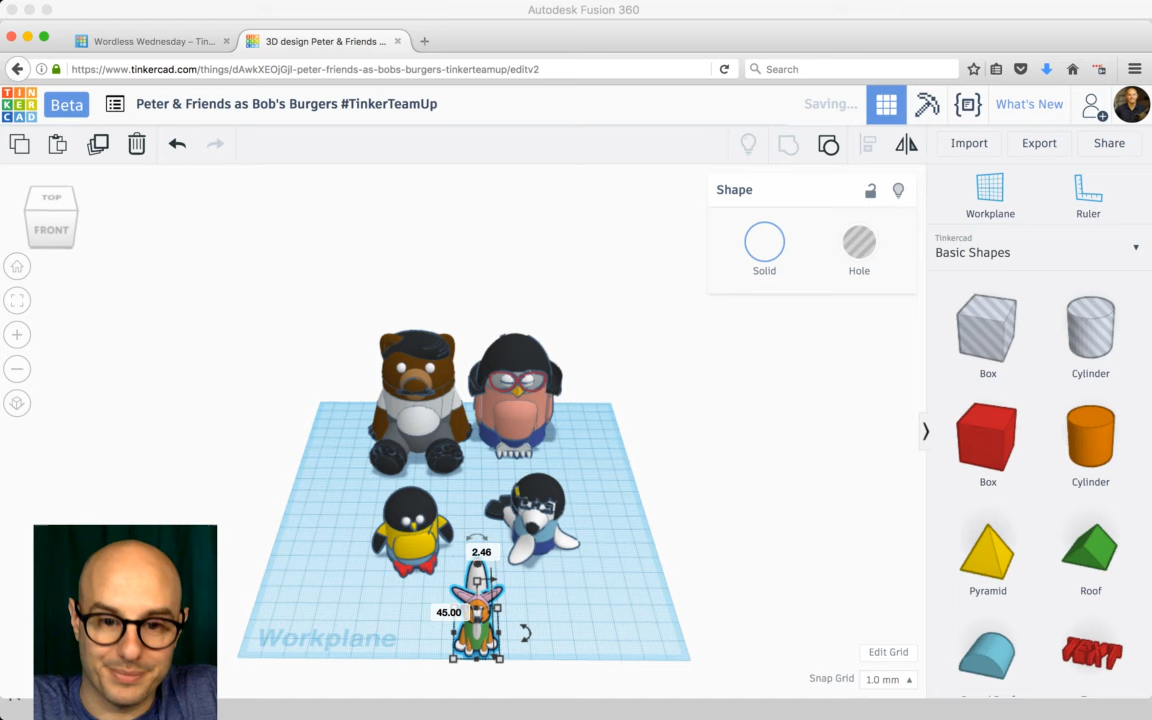 Autodesk Fusion 360
Wordless Wednesday – Tin...
3D design Peter & Friends ...
https://www.tinkercad.com/things/dAwkXEOjGjl-peter-friends-as-bobs-burgers-tinkerteamup/editv2
Search
TIN
KER
CAD
Beta
Peter & Friends as Bob's Burgers #TinkerTeamUp
Saving...
What's New
Import
Export
Share
TOP
FRONT
Shape
Solid
Hole
Workplane
Ruler
Tinkercad
Basic Shapes
Box
Cylinder
Box
Cylinder
Pyramid
Roof
TEXT
2.46
45.00
Workplane
Edit Grid
Snap Grid
1.0 mm